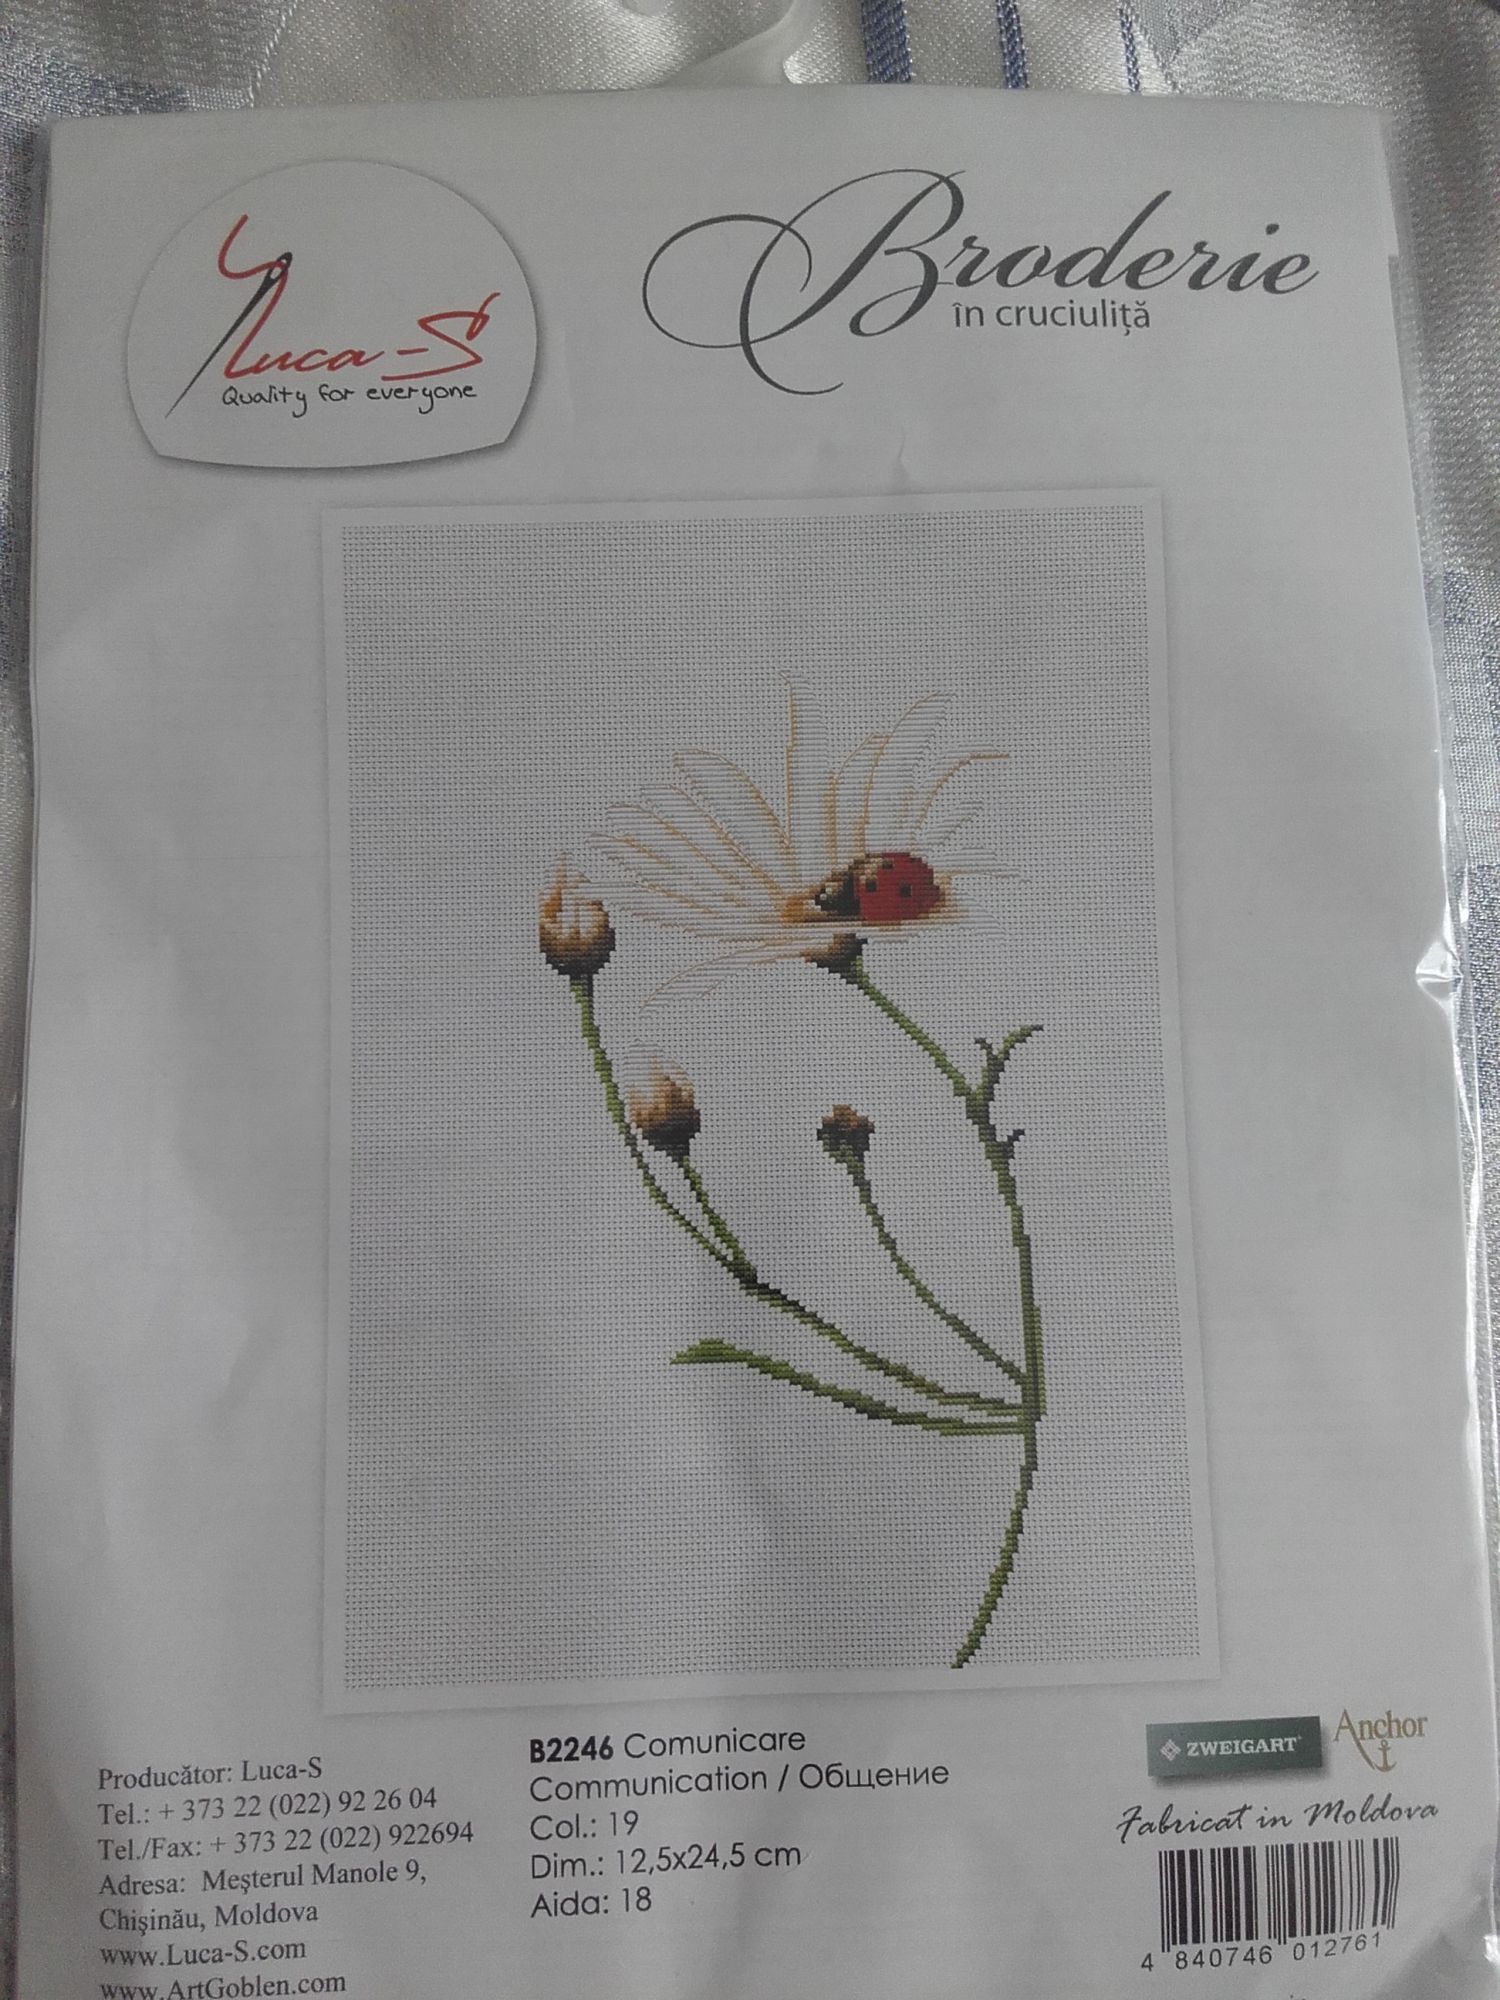 Luca-S
Quality for everyone
Broderie
în cruciuliță
Producător: Luca-S
Tel.: + 373 22 (022) 92 26 04
Tel./Fax: + 373 22 (022) 922694
Adresa: Meşterul Manole 9,
Chişinău, Moldova
www.Luca-S.com
www.ArtGoblen.com
B2246 Comunicare
Communication / Общение
Col.: 19
Dim.: 12,5x24,5 cm
Aida: 18
ZWEIGART
Anchor
Fabricat in Moldova
4 840746 012761